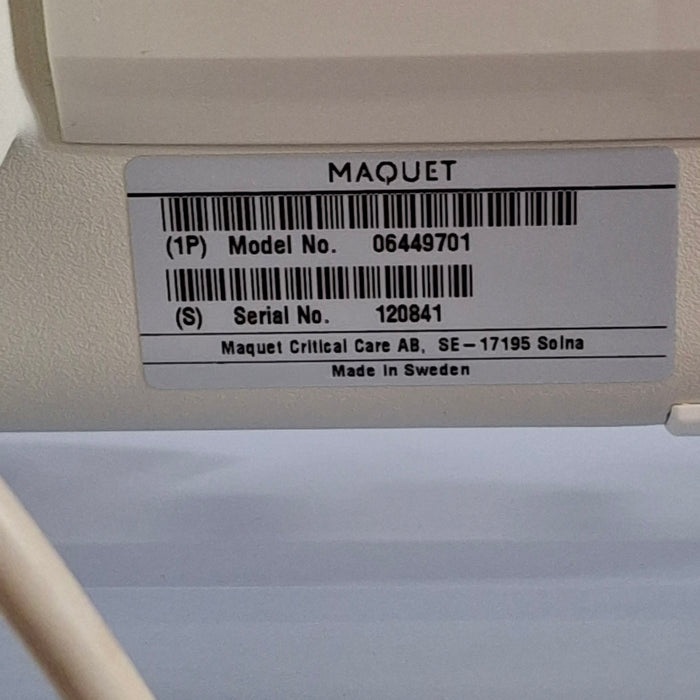 MAQUET
(1P) Model No. 06449701
(S) Serial No. 120841
Maquet Critical Care AB, SE-17195 Solna
Made in Sweden